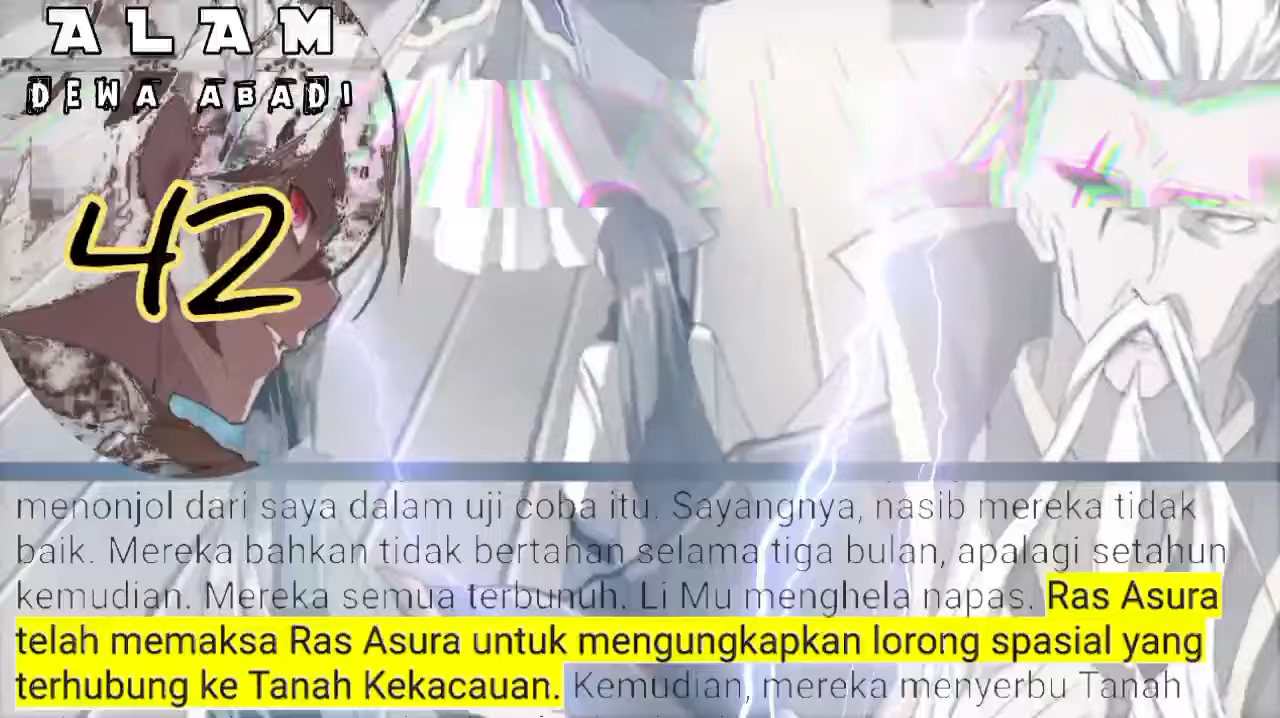 ALAM
DEWA ABADI
42
menonjol dari saya dalam uji coba itu. Sayangnya, nasib mereka tidak
baik. Mereka bahkan tidak bertahan selama tiga bulan, apalagi setahun
kemudian. Mereka semua terbunuh. Li Mu menghela napas. Ras Asura
telah memaksa Ras Asura untuk mengungkapkan lorong spasial yang
terhubung ke Tanah Kekacauan. Kemudian, mereka menyerbu Tanah